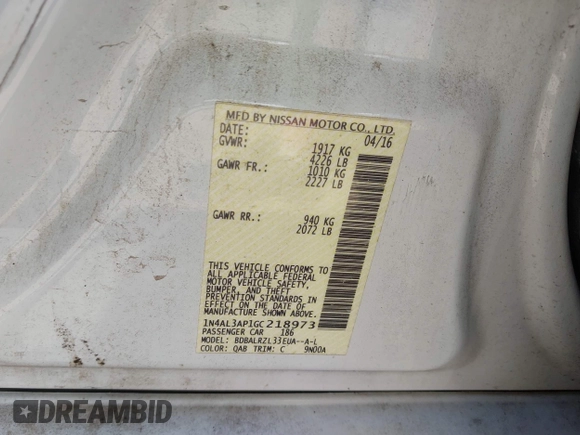 MFD BY NISSAN MOTOR CO., LTD.
DATE: 04/16
GVWR: 1917 KG
4226 LB
GAWR FR.: 1010 KG
2227 LB
GAWR RR.: 940 KG
2072 LB
THIS VEHICLE CONFORMS TO
ALL APPLICABLE FEDERAL
MOTOR VEHICLE SAFETY,
BUMPER, AND THEFT
PREVENTION STANDARDS IN
EFFECT ON THE DATE OF
MANUFACTURE SHOWN ABOVE.
1N4AL3AP1GC218973
PASSENGER CAR 186
MODEL: BDBALRZL33EUA--A-L
COLOR: QAB TRIM: C 9N00A
DREAMBID